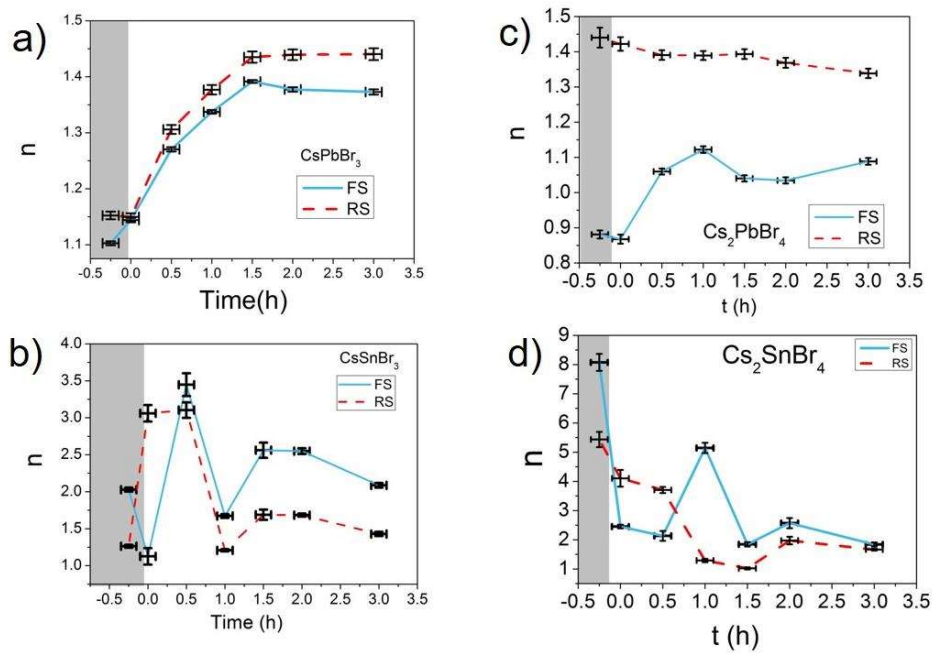 a)
1.5
1.4
1.3
1.2
1.1
n
CsPbBr3
FS
RS
-0.5 0.0 0.5 1.0 1.5 2.0 2.5 3.0 3.5
Time(h)
c)
1.5
1.4
1.3
1.2
1.1
1.0
0.9
0.8
n
Cs2PbBr4
FS
RS
-0.5 0.0 0.5 1.0 1.5 2.0 2.5 3.0 3.5
t (h)
b)
4.0
3.5
3.0
2.5
2.0
1.5
1.0
n
CsSnBr3
FS
RS
-0.5 0.0 0.5 1.0 1.5 2.0 2.5 3.0 3.5
Time (h)
d)
9
8
7
6
5
4
3
2
1
n
Cs2SnBr4
FS
RS
-0.5 0.0 0.5 1.0 1.5 2.0 2.5 3.0 3.5
t (h)